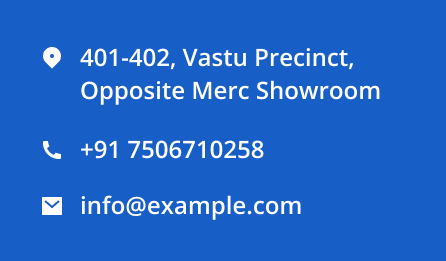 401-402, Vastu Precinct,
Opposite Merc Showroom
+91 7506710258
info@example.com